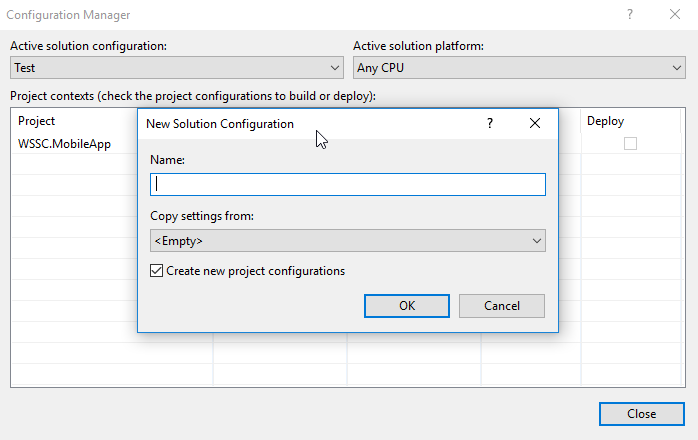 Configuration Manager
Active solution configuration: Active solution platform:
Test Any CPU
Project contexts (check the project configurations to build or deploy):
Project Deploy
WSSC.MobileApp
New Solution Configuration
Name:
Copy settings from:
<Empty>
Create new project configurations
OK Cancel
Close